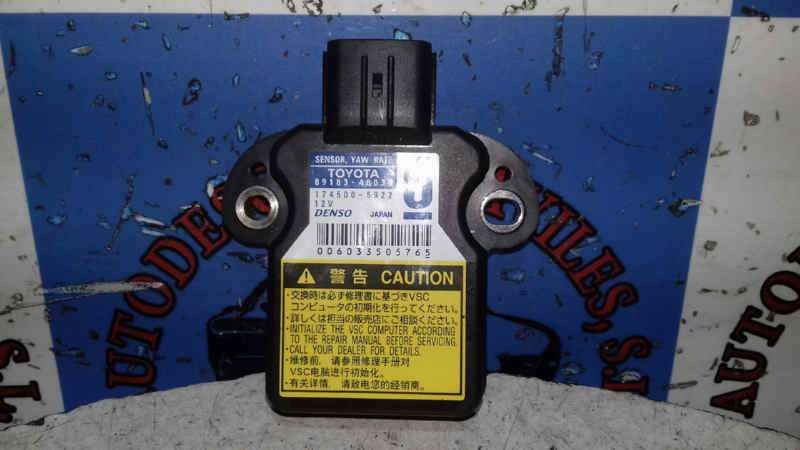 SENSOR, YAW RATE
TOYOTA
174500-5922
12V
DENSO JAPAN
006033505765
警告 CAUTION
・交換時は必ず修理書に基づきVSC
コンピュータの初期化を行ってください。
・詳しくは担当の販売店にご相談ください。
・INITIALIZE THE VSC COMPUTER ACCORDING
TO THE REPAIR MANUAL BEFORE SERVICING.
・CALL YOUR DEALER FOR DETAILS.
・维修前，请参照修理手册对
VSC电脑进行初始化。
・有关详情，请致电您的经销商。